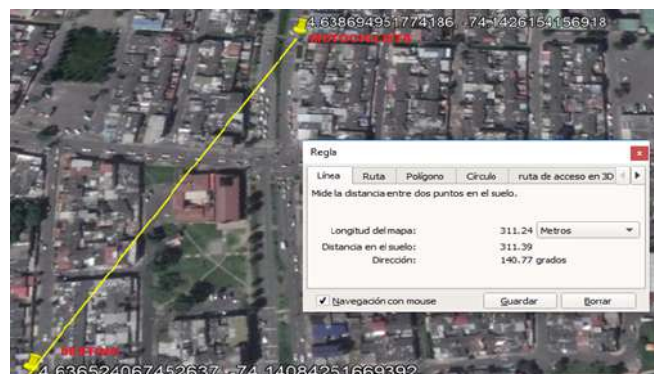 4.638694951774186, -74.1426154156918
Regla
Línea Ruta Polígono Círculo ruta de acceso en 3D
Mide la distancia entre dos puntos en el suelo.
Longitud del mapa: 311.24 Metros
Distancia en el suelo: 311.39
Dirección: 140.77 grados
Navegación con mouse Guardar Borrar
4.636524067452637 -74.14084251669392